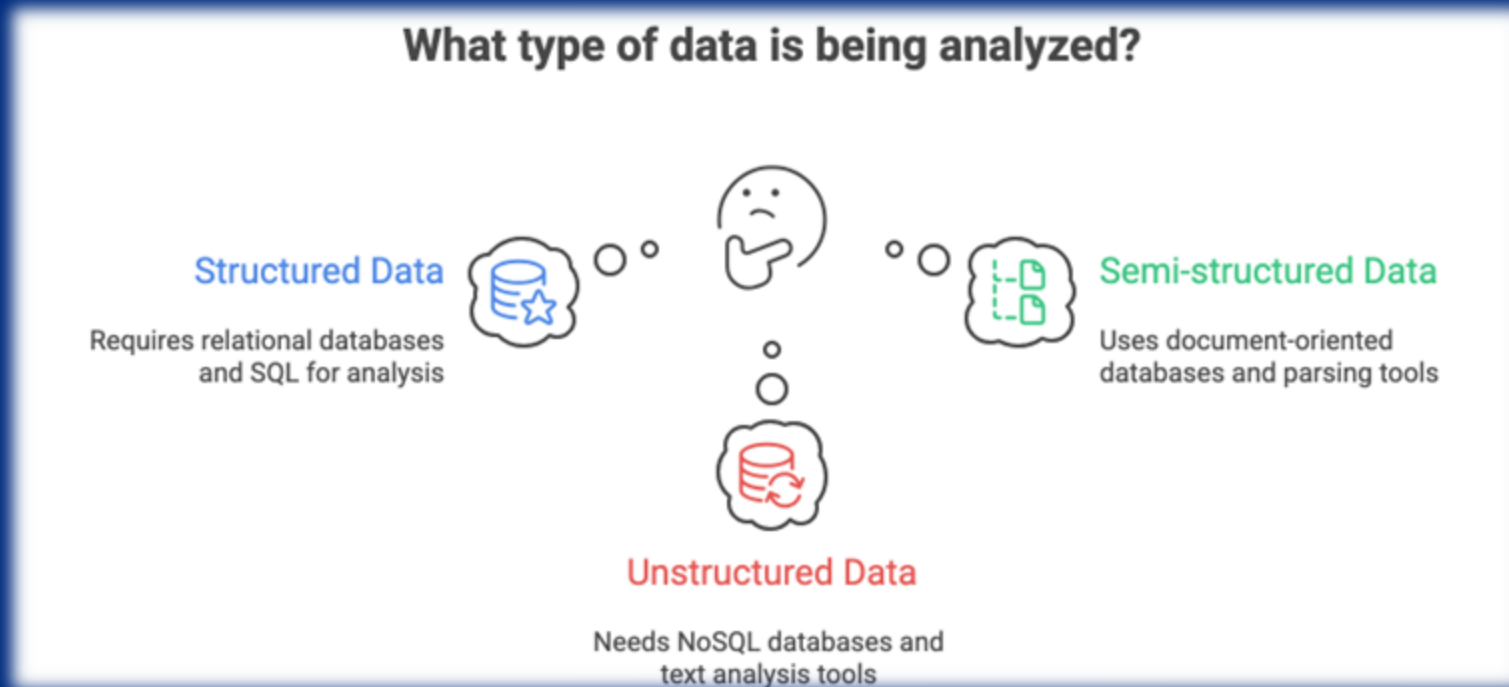 What type of data is being analyzed?
Structured Data
Requires relational databases
and SQL for analysis
Semi-structured Data
Uses document-oriented
databases and parsing tools
Unstructured Data
Needs NoSQL databases and
text analysis tools